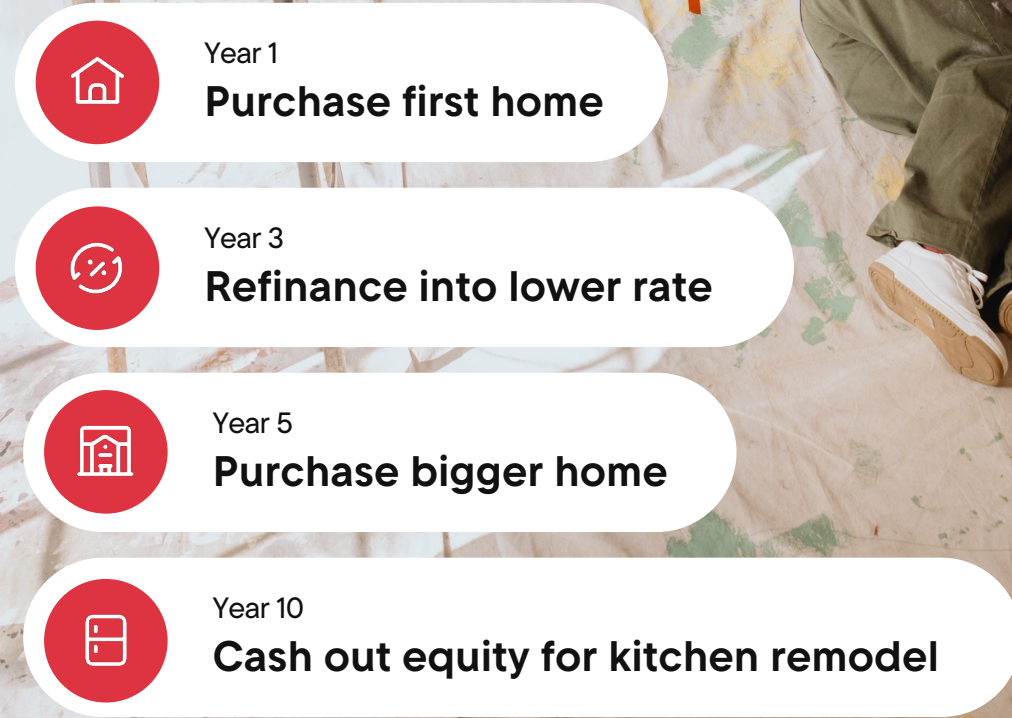 Year 1
Purchase first home
Year 3
Refinance into lower rate
Year 5
Purchase bigger home
Year 10
Cash out equity for kitchen remodel